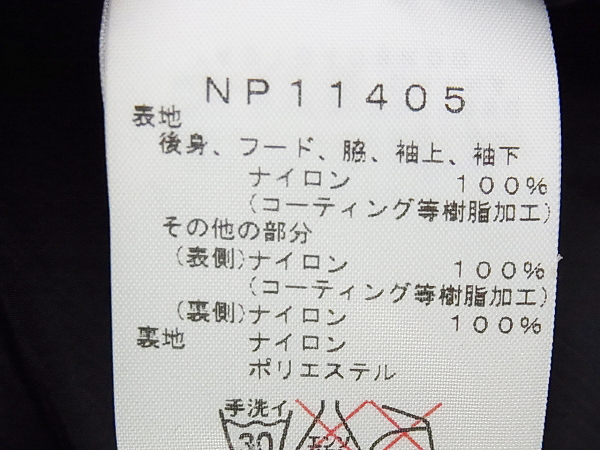 NP11405
表地
後身、フード、脇、袖上、袖下
ナイロン 100%
(コーティング等樹脂加工)
その他の部分
(表側)ナイロン 100%
(コーティング等樹脂加工)
(裏側)ナイロン 100%
裏地 ナイロン
ポリエステル
手洗イ
30